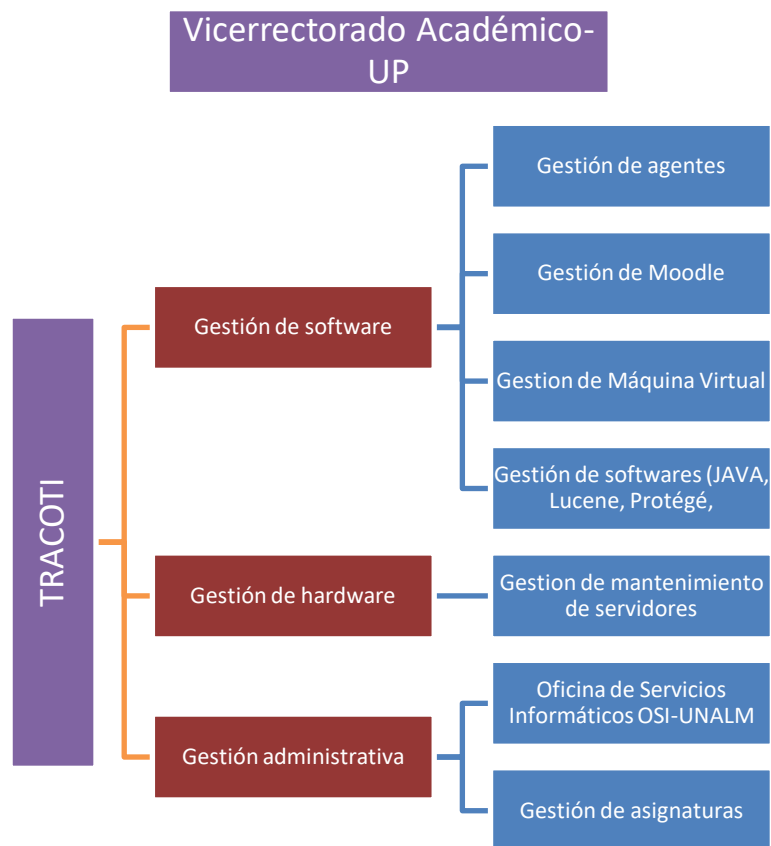 Vicerrectorado Académico-
UP
TRACOTI
Gestión de software
Gestión de agentes
Gestión de Moodle
Gestion de Máquina Virtual
Gestión de softwares (JAVA,
Lucene, Protégé,
Gestión de hardware
Gestion de mantenimiento
de servidores
Gestión administrativa
Oficina de Servicios
Informáticos OSI-UNALM
Gestión de asignaturas